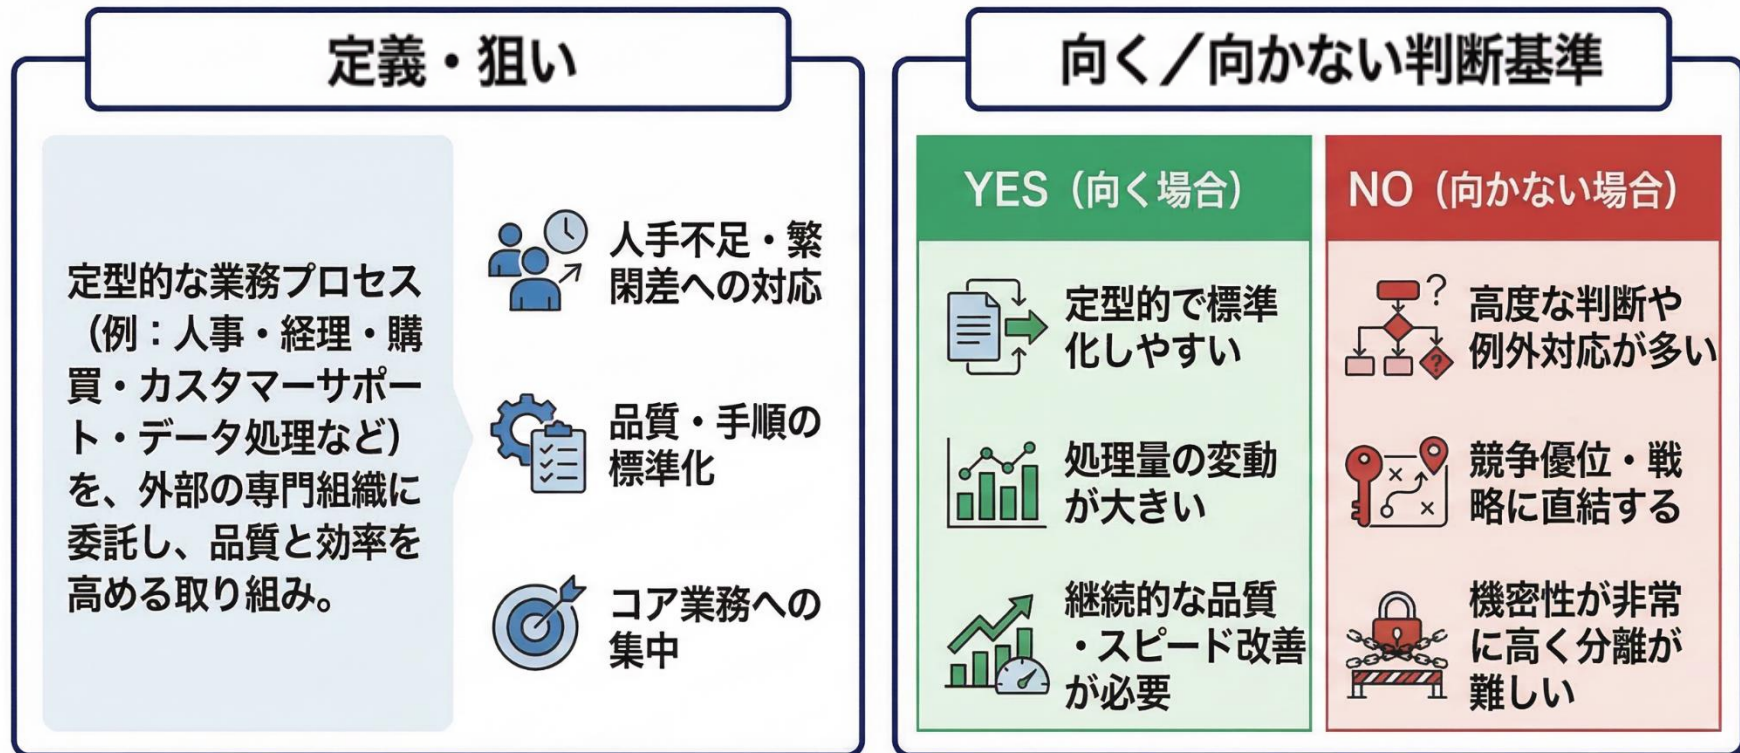 定義・狙い
定型的な業務プロセス
（例：人事・経理・購
買・カスタマーサポー
ト・データ処理など）
を、外部の専門組織に
委託し、品質と効率を
高める取り組み。
人手不足・繁
閑差への対応
品質・手順の
標準化
コア業務への
集中
向く／向かない判断基準
YES（向く場合）
定型的で標準
化しやすい
処理量の変動
が大きい
継続的な品質
・スピード改善
が必要
NO（向かない場合）
?
高度な判断や
例外対応が多い
?
競争優位・戦
略に直結する
機密性が非常
に高く分離が
難しい